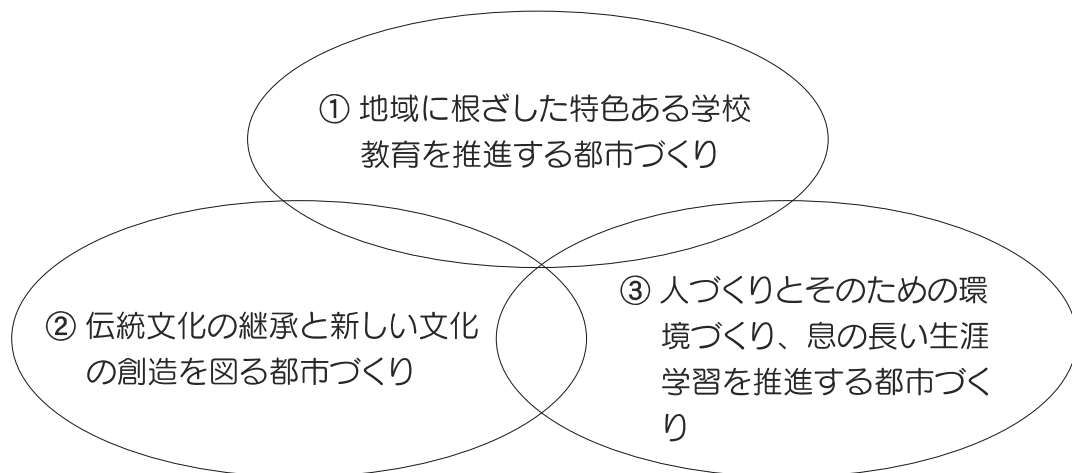 ① 地域に根ざした特色ある学校
教育を推進する都市づくり
② 伝統文化の継承と新しい文化
の創造を図る都市づくり
③ 人づくりとそのための環
境づくり、息の長い生涯
学習を推進する都市づく
り